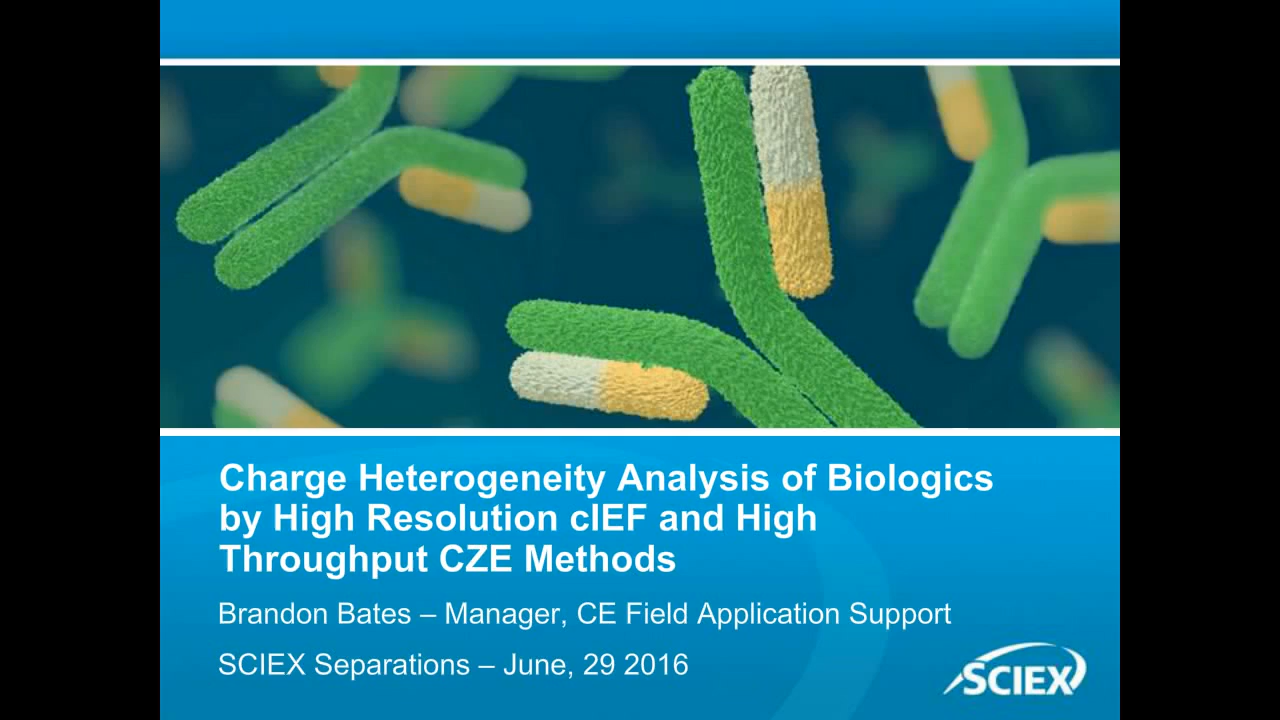 Charge Heterogeneity Analysis of Biologics
by High Resolution cIEF and High
Throughput CZE Methods
Brandon Bates – Manager, CE Field Application Support
SCIEX Separations – June, 29 2016
SCIEX